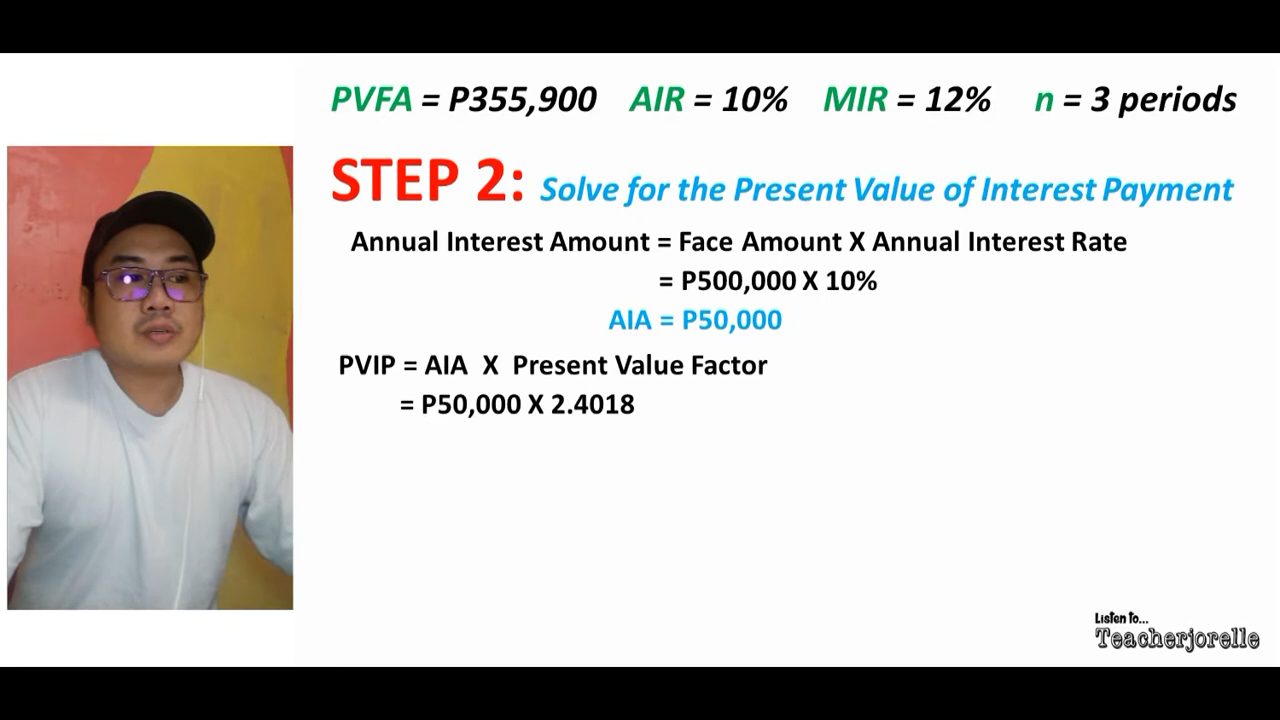 PVFA = P355,900 AIR = 10% MIR = 12% n = 3 periods
STEP 2: Solve for the Present Value of Interest Payment
Annual Interest Amount = Face Amount X Annual Interest Rate
= P500,000 X 10%
AIA = P50,000
PVIP = AIA X Present Value Factor
= P50,000 X 2.4018
Listen to...
Teacherjorelle